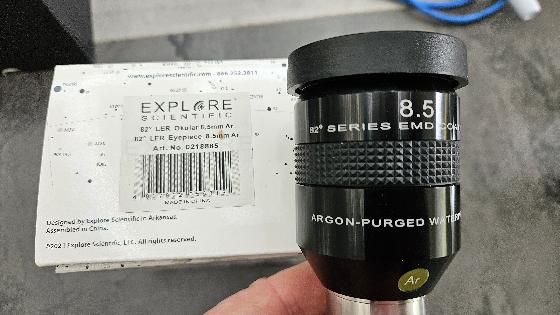 www.explorescientific.com - 866.252.3811
EXPLORE
SCIENTIFIC
82° LER Okular 8.5mm Ar
82° LER Eyepiece 8.5mm Ar
Art. No. 0218885
MADE IN CHINA
Designed by Explore Scientific in Arkansas.
Assembled in China.
Explore Scientific, LLC. All rights reserved.
8.5
82° SERIES EMD
ARGON-PURGED
Ar